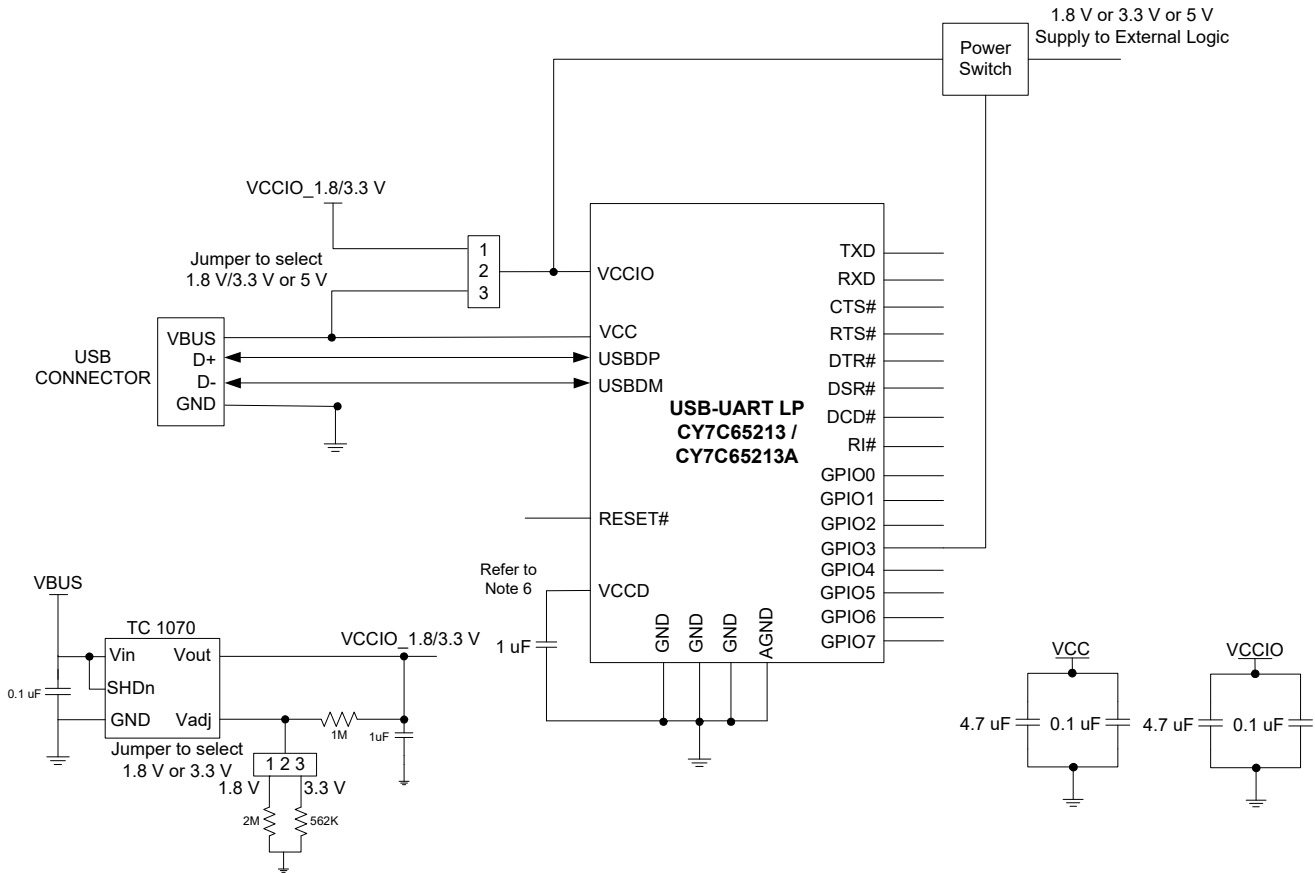 1.8 V or 3.3 V or 5 V
Supply to External Logic
Power
Switch
VCCIO_1.8/3.3 V
Jumper to select
1.8 V/3.3 V or 5 V
1
2
3
USB
CONNECTOR
VBUS
D+
D-
GND
VCCIO
VCC
USBDP
USBDM
USB-UART LP
CY7C65213 /
CY7C65213A
RESET#
VCCD
GND
GND
GND
AGND
TXD
RXD
CTS#
RTS#
DTR#
DSR#
DCD#
RI#
GPIO0
GPIO1
GPIO2
GPIO3
GPIO4
GPIO5
GPIO6
GPIO7
Refer to
Note 6
1 uF
VBUS
TC 1070
Vin
Vout
SHDn
GND
Vadj
VCCIO_1.8/3.3 V
0.1 uF
1M
1uF
Jumper to select
1.8 V or 3.3 V
1 2 3
1.8 V
3.3 V
2M
562K
VCC
4.7 uF
0.1 uF
VCCIO
4.7 uF
0.1 uF